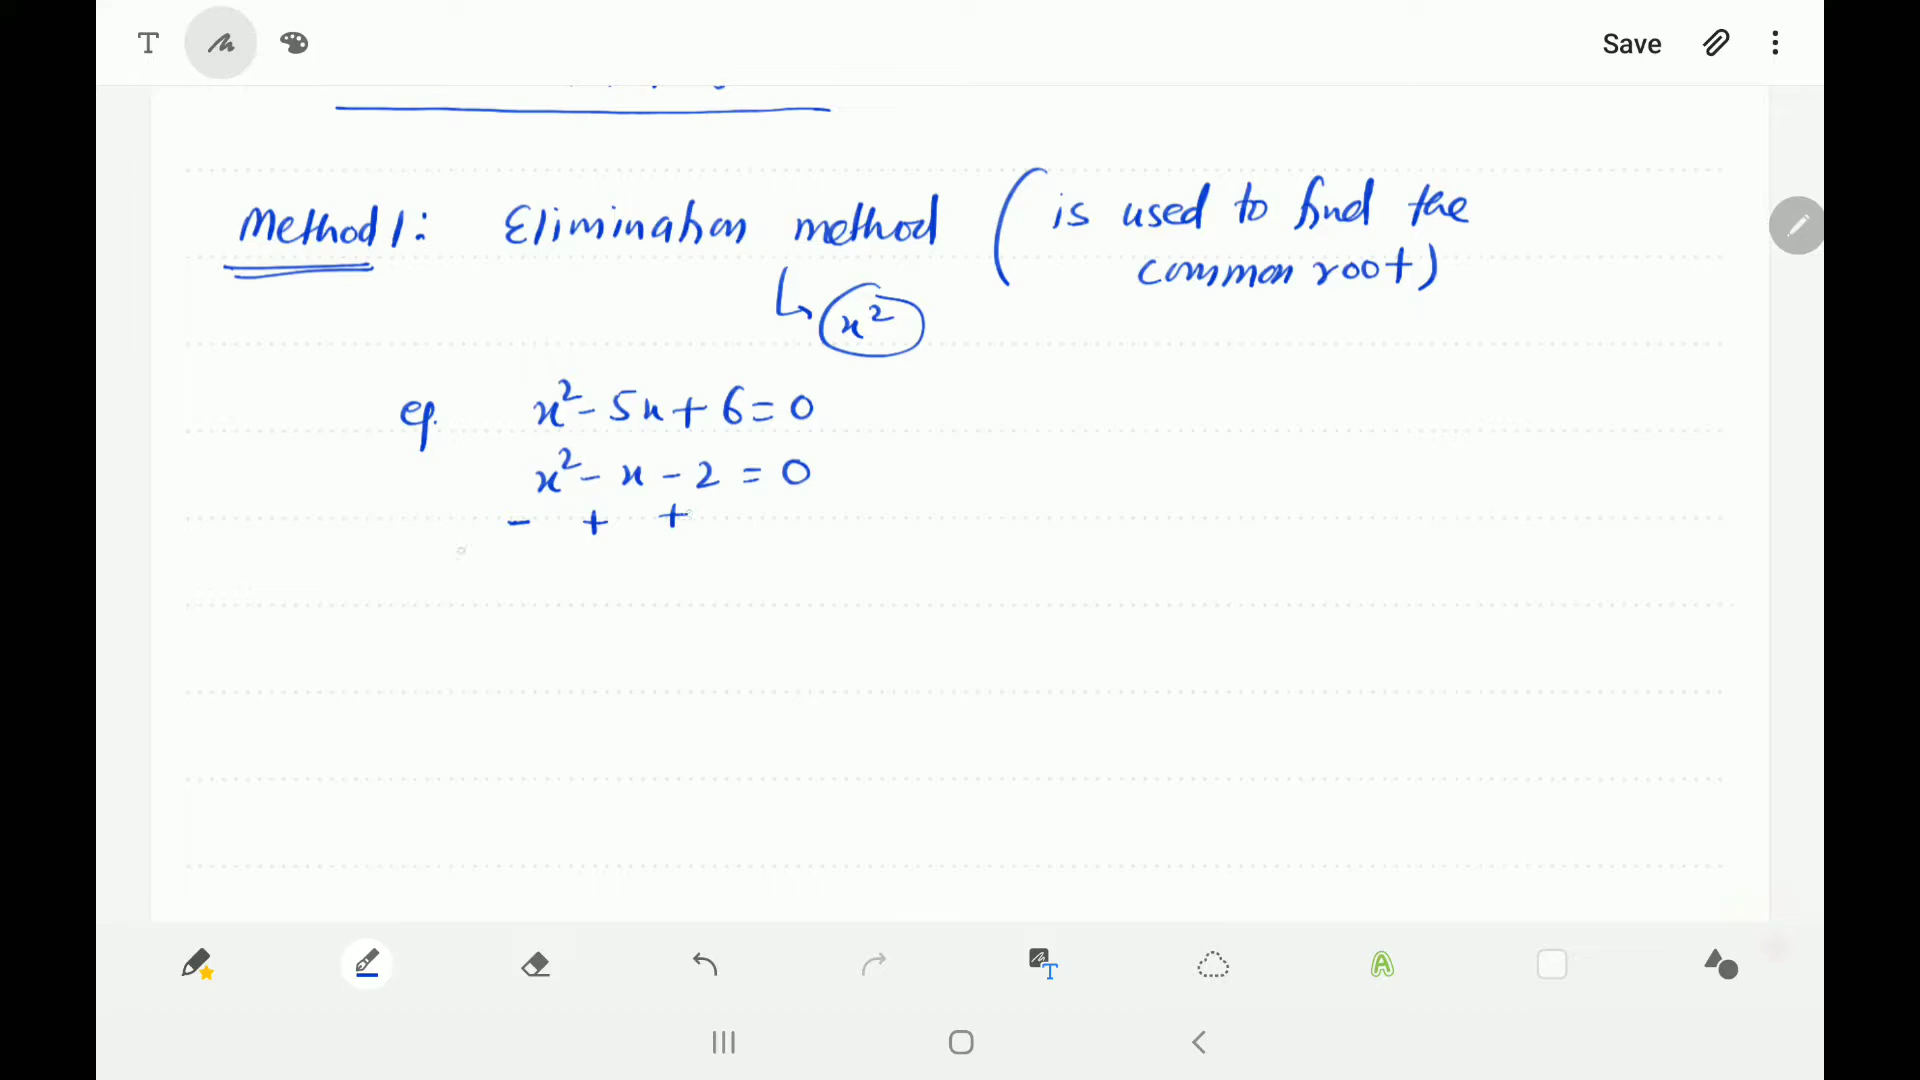 Save
Method 1: Elimination method (is used to find the
common root)
↳ x²
eg. x² - 5x + 6 = 0
x² - x - 2 = 0
- + +